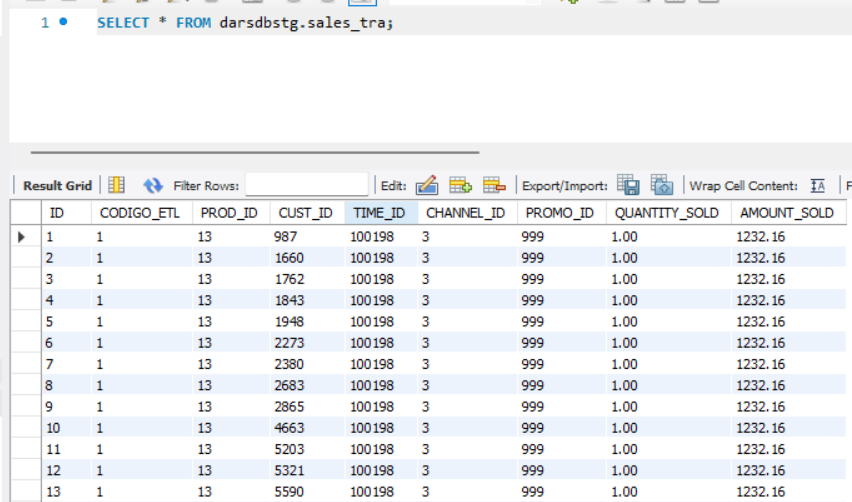 1 SELECT * FROM darsdbstg.sales_tra;
Result Grid Filter Rows: Edit: Export/Import: Wrap Cell Content: IA F
ID CODIGO_ETL PROD_ID CUST_ID TIME_ID CHANNEL_ID PROMO_ID QUANTITY_SOLD AMOUNT_SOLD
1 1 13 987 100198 3 999 1.00 1232.16
2 1 13 1660 100198 3 999 1.00 1232.16
3 1 13 1762 100198 3 999 1.00 1232.16
4 1 13 1843 100198 3 999 1.00 1232.16
5 1 13 1948 100198 3 999 1.00 1232.16
6 1 13 2273 100198 3 999 1.00 1232.16
7 1 13 2380 100198 3 999 1.00 1232.16
8 1 13 2683 100198 3 999 1.00 1232.16
9 1 13 2865 100198 3 999 1.00 1232.16
10 1 13 4663 100198 3 999 1.00 1232.16
11 1 13 5203 100198 3 999 1.00 1232.16
12 1 13 5321 100198 3 999 1.00 1232.16
13 1 13 5590 100198 3 999 1.00 1232.16